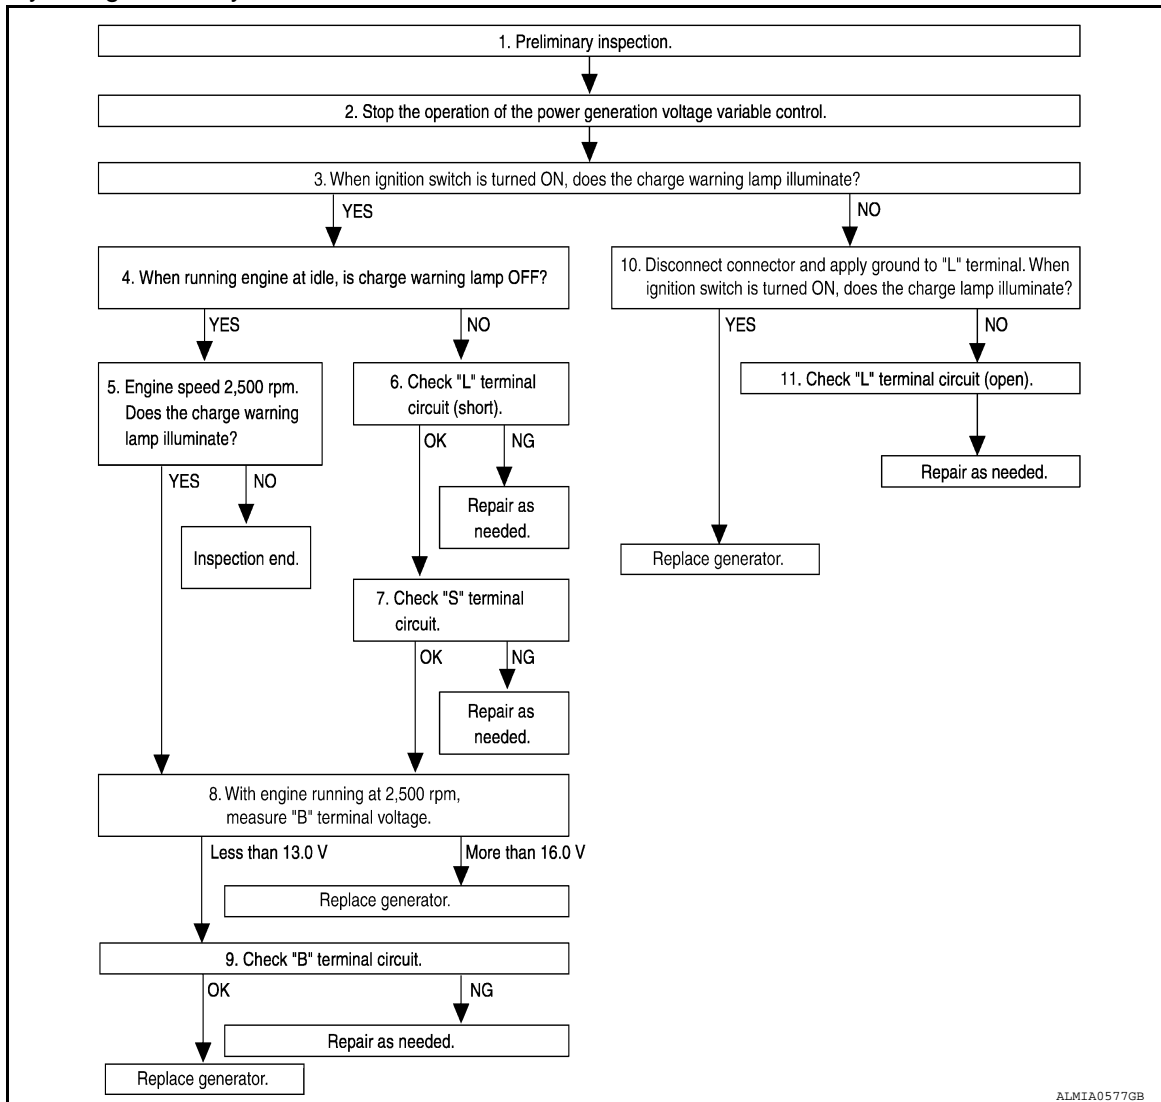 1. Preliminary inspection.
2. Stop the operation of the power generation voltage variable control.
3. When ignition switch is turned ON, does the charge warning lamp illuminate?
YES
NO
4. When running engine at idle, is charge warning lamp OFF?
10. Disconnect connector and apply ground to "L" terminal. When
ignition switch is turned ON, does the charge lamp illuminate?
YES
NO
YES
NO
5. Engine speed 2,500 rpm.
Does the charge warning
lamp illuminate?
6. Check "L" terminal
circuit (short).
11. Check "L" terminal circuit (open).
OK
NG
Repair as needed.
YES
NO
Repair as
needed.
Inspection end.
Replace generator.
7. Check "S" terminal
circuit.
OK
NG
Repair as
needed.
8. With engine running at 2,500 rpm,
measure "B" terminal voltage.
Less than 13.0 V
More than 16.0 V
Replace generator.
9. Check "B" terminal circuit.
OK
NG
Repair as needed.
Replace generator.
ALMIA0577GB